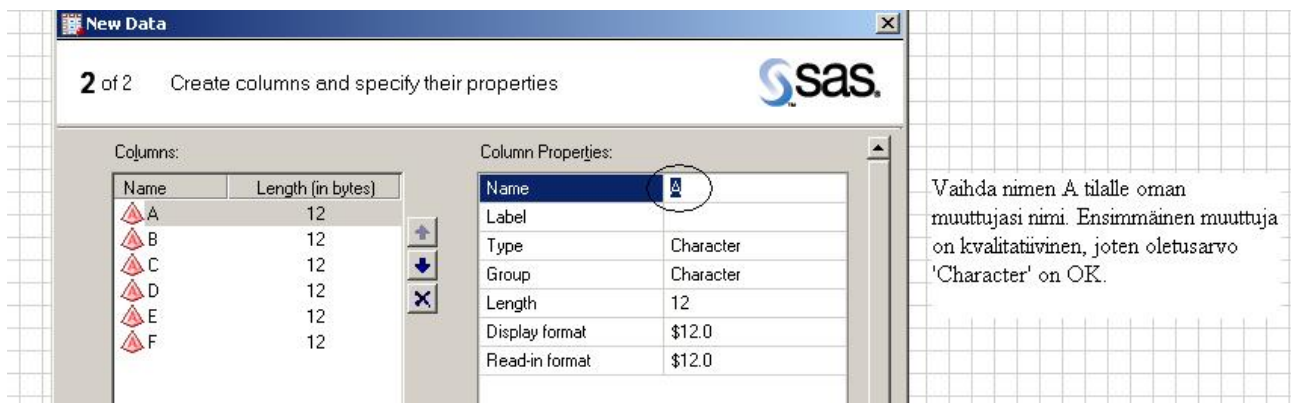 New Data
2 of 2 Create columns and specify their properties
sas.
Columns:
Name Length (in bytes)
A 12
B 12
C 12
D 12
E 12
F 12
Column Properties:
Name A
Label
Type Character
Group Character
Length 12
Display format $12.0
Read-in format $12.0
Vaihda nimen A tilalle oman
muuttujasi nimi. Ensimmäinen muuttuja
on kvalitatiivinen, joten oletusarvo
'Character' on OK.